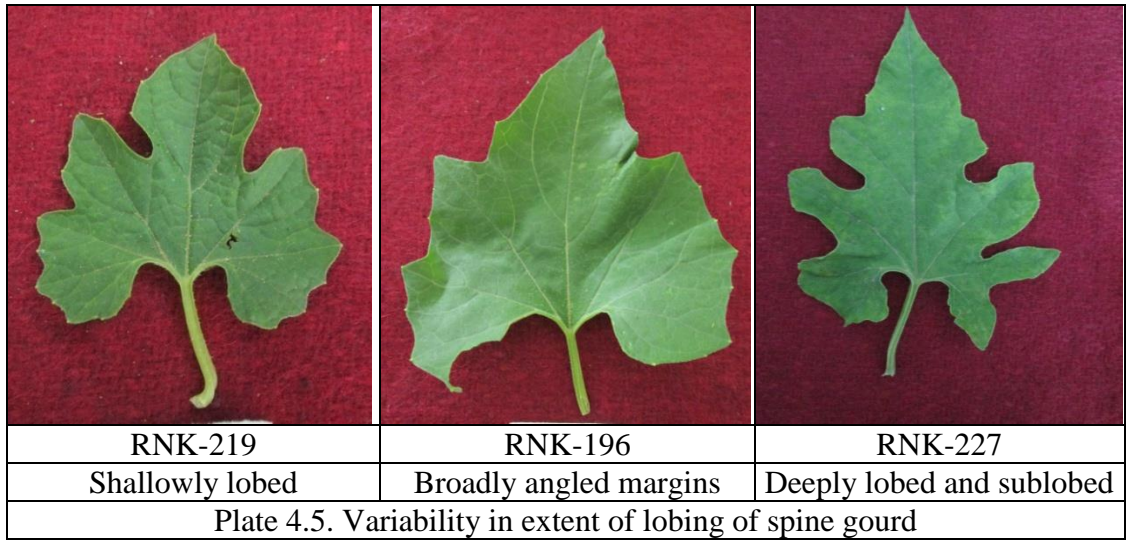 RNK-219 RNK-196 RNK-227
Shallowly lobed Broadly angled margins Deeply lobed and sublobed
Plate 4.5. Variability in extent of lobing of spine gourd